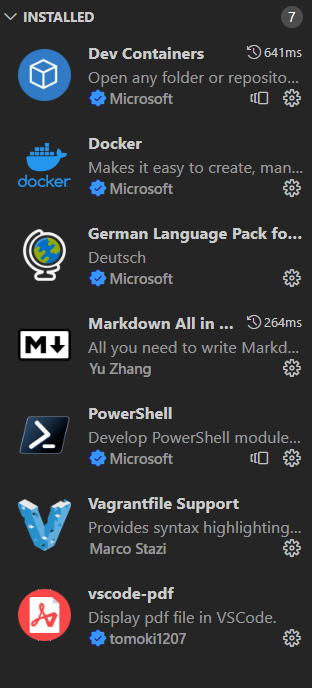 INSTALLED 7
Dev Containers 641ms
Open any folder or reposito...
Microsoft
docker
Docker
Makes it easy to create, man...
Microsoft
German Language Pack fo...
Deutsch
Microsoft
M
Markdown All in ... 264ms
All you need to write Markd...
Yu Zhang
PowerShell
Develop PowerShell module...
Microsoft
Vagrantfile Support
Provides syntax highlighting...
Marco Stazi
vscode-pdf
Display pdf file in VSCode.
tomoki1207